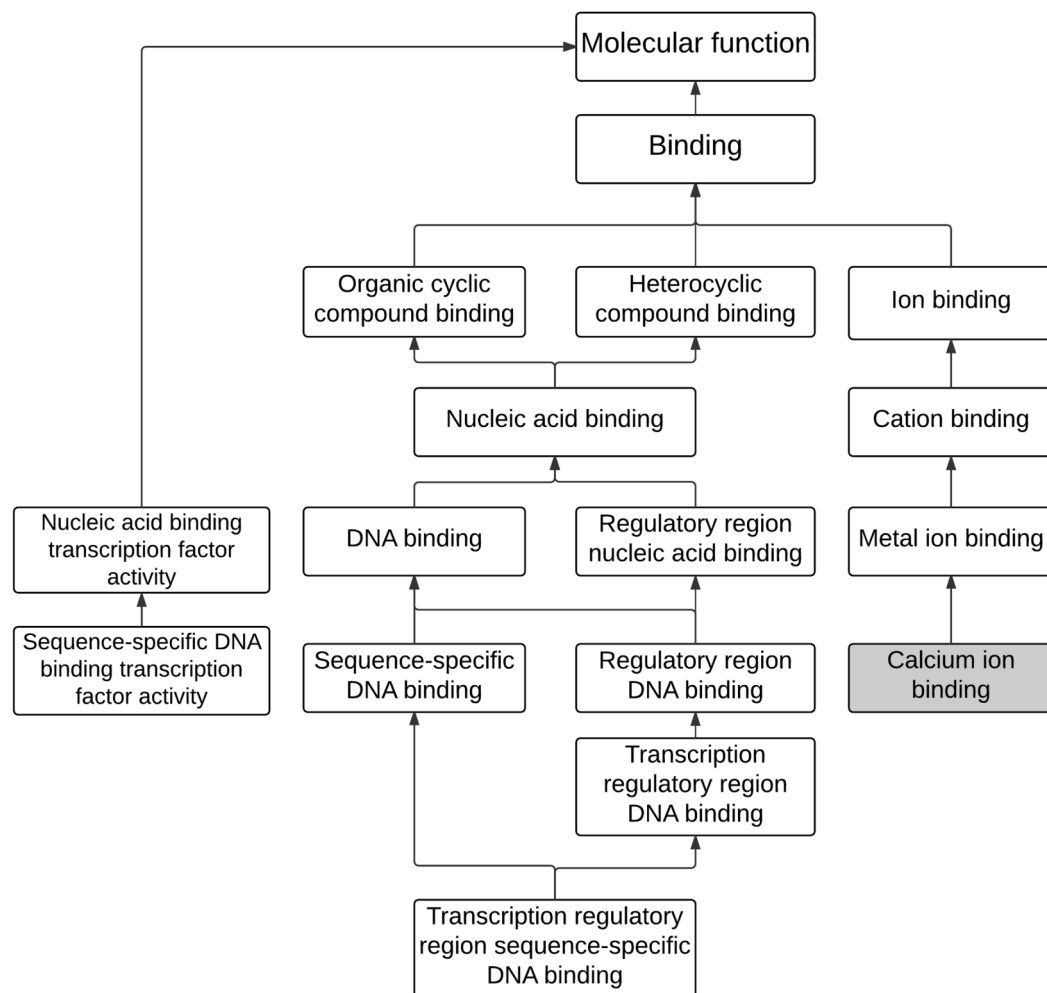 Molecular function
Binding
Organic cyclic
compound binding
Heterocyclic
compound binding
Ion binding
Nucleic acid binding
Cation binding
Nucleic acid binding
transcription factor
activity
DNA binding
Regulatory region
nucleic acid binding
Metal ion binding
Sequence-specific DNA
binding transcription
factor activity
Sequence-specific
DNA binding
Regulatory region
DNA binding
Calcium ion
binding
Transcription
regulatory region
DNA binding
Transcription regulatory
region sequence-specific
DNA binding